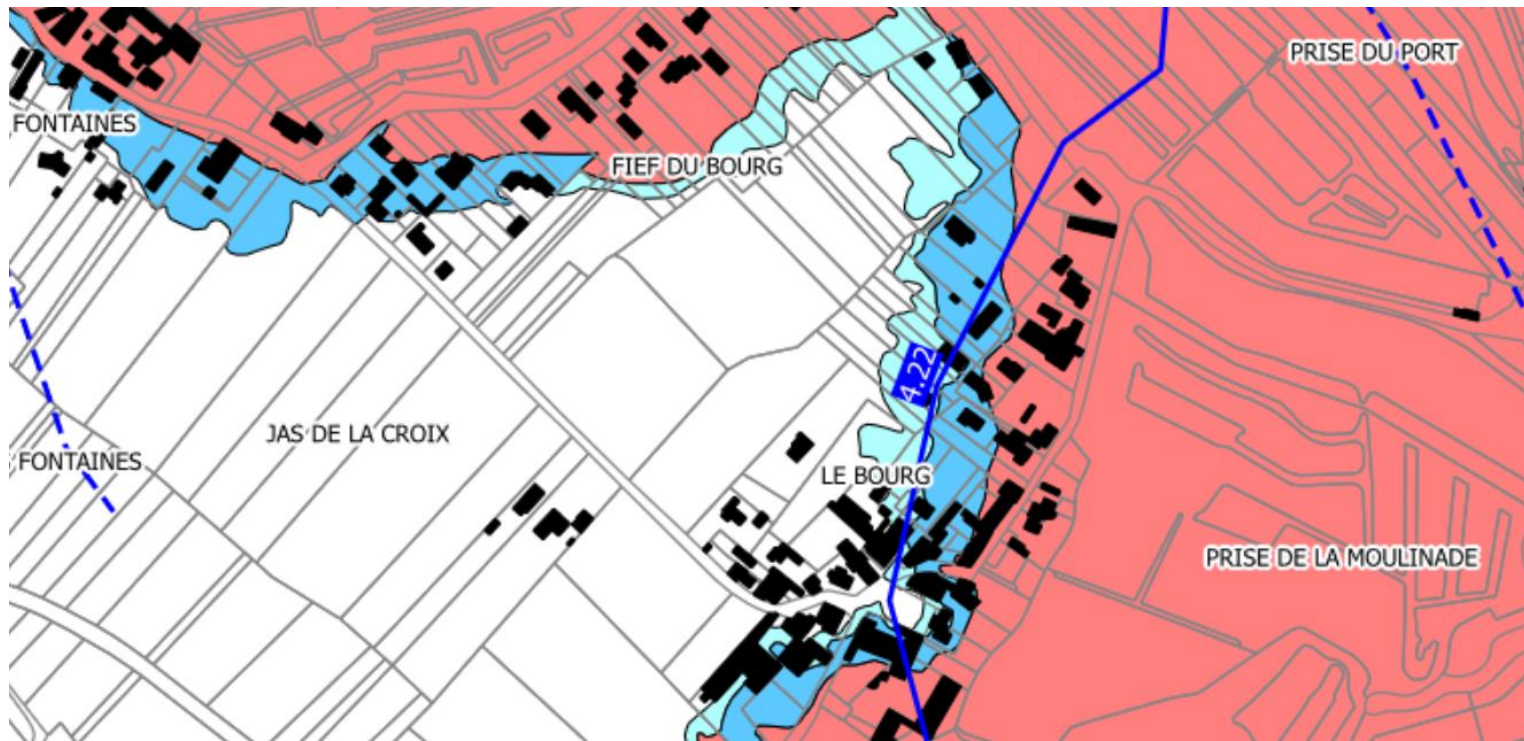 PRISE DU PORT
FONTAINES
FIEF DU BOURG
4.22
JAS DE LA CROIX
FONTAINES
LE BOURG
PRISE DE LA MOULINADE